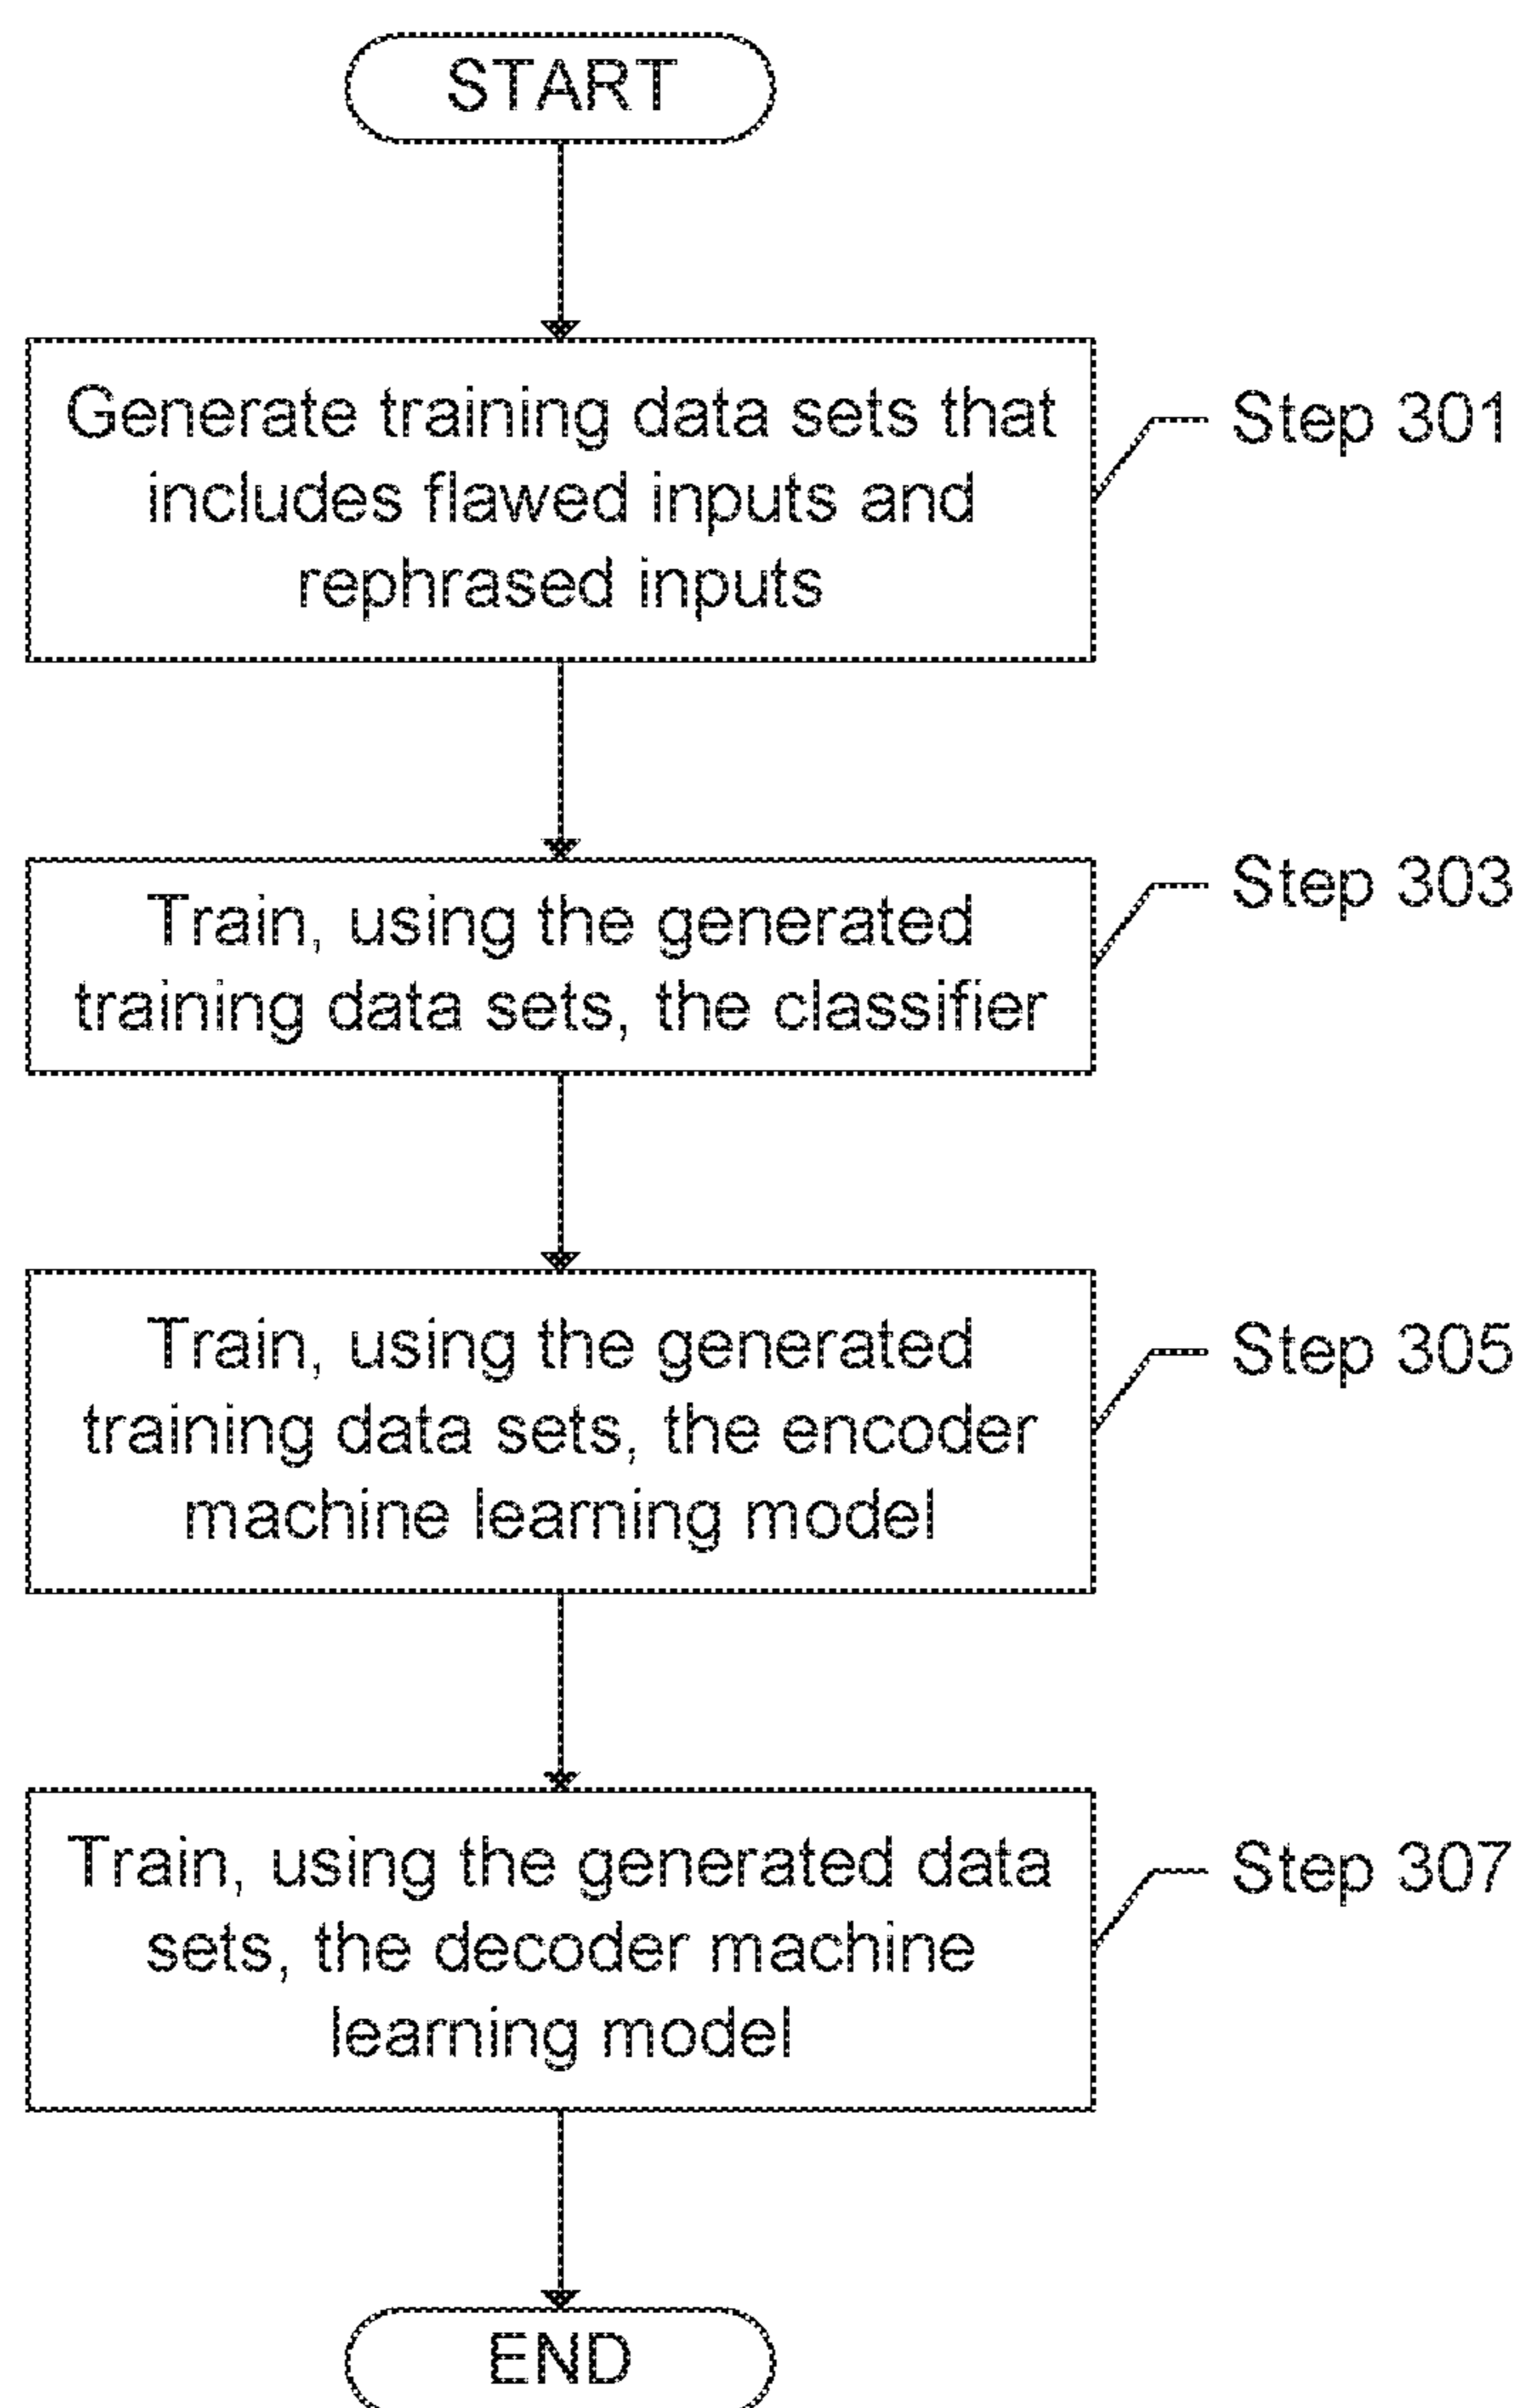 START
Generate training data sets that
includes flawed inputs and
rephrased inputs
Step 301
Train, using the generated
training data sets, the classifier
Step 303
Train, using the generated
training data sets, the encoder
machine learning model
Step 305
Train, using the generated data
sets, the decoder machine
learning model
Step 307
END